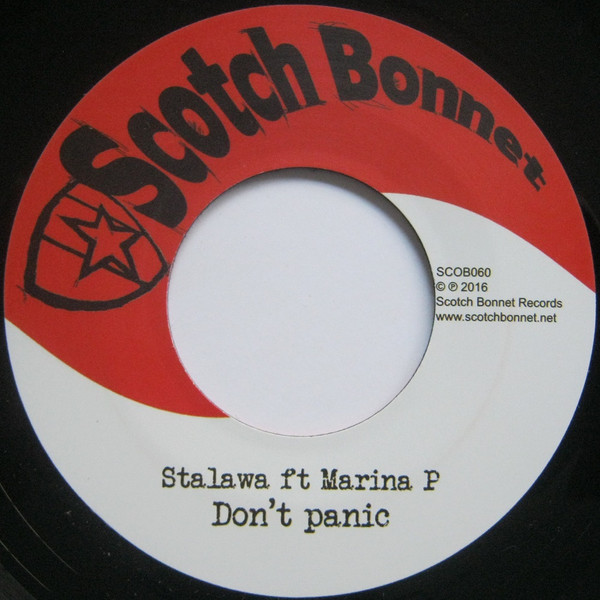 Scotch Bonnet
SCOB060
© ℗ 2016
Scotch Bonnet Records
www.scotchbonnet.net
Stalawa ft Marina P
Don't panic